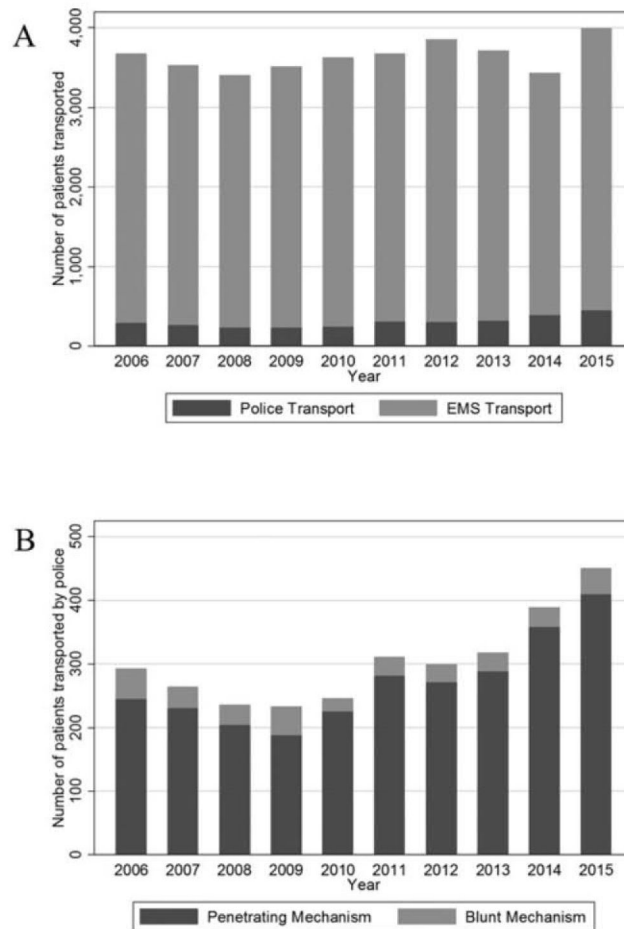 A
Number of patients transported
4,000
3,000
2,000
1,000
0
2006 2007 2008 2009 2010 2011 2012 2013 2014 2015
Year
Police Transport EMS Transport
B
Number of patients transported by police
500
400
300
200
100
0
2006 2007 2008 2009 2010 2011 2012 2013 2014 2015
Year
Penetrating Mechanism Blunt Mechanism